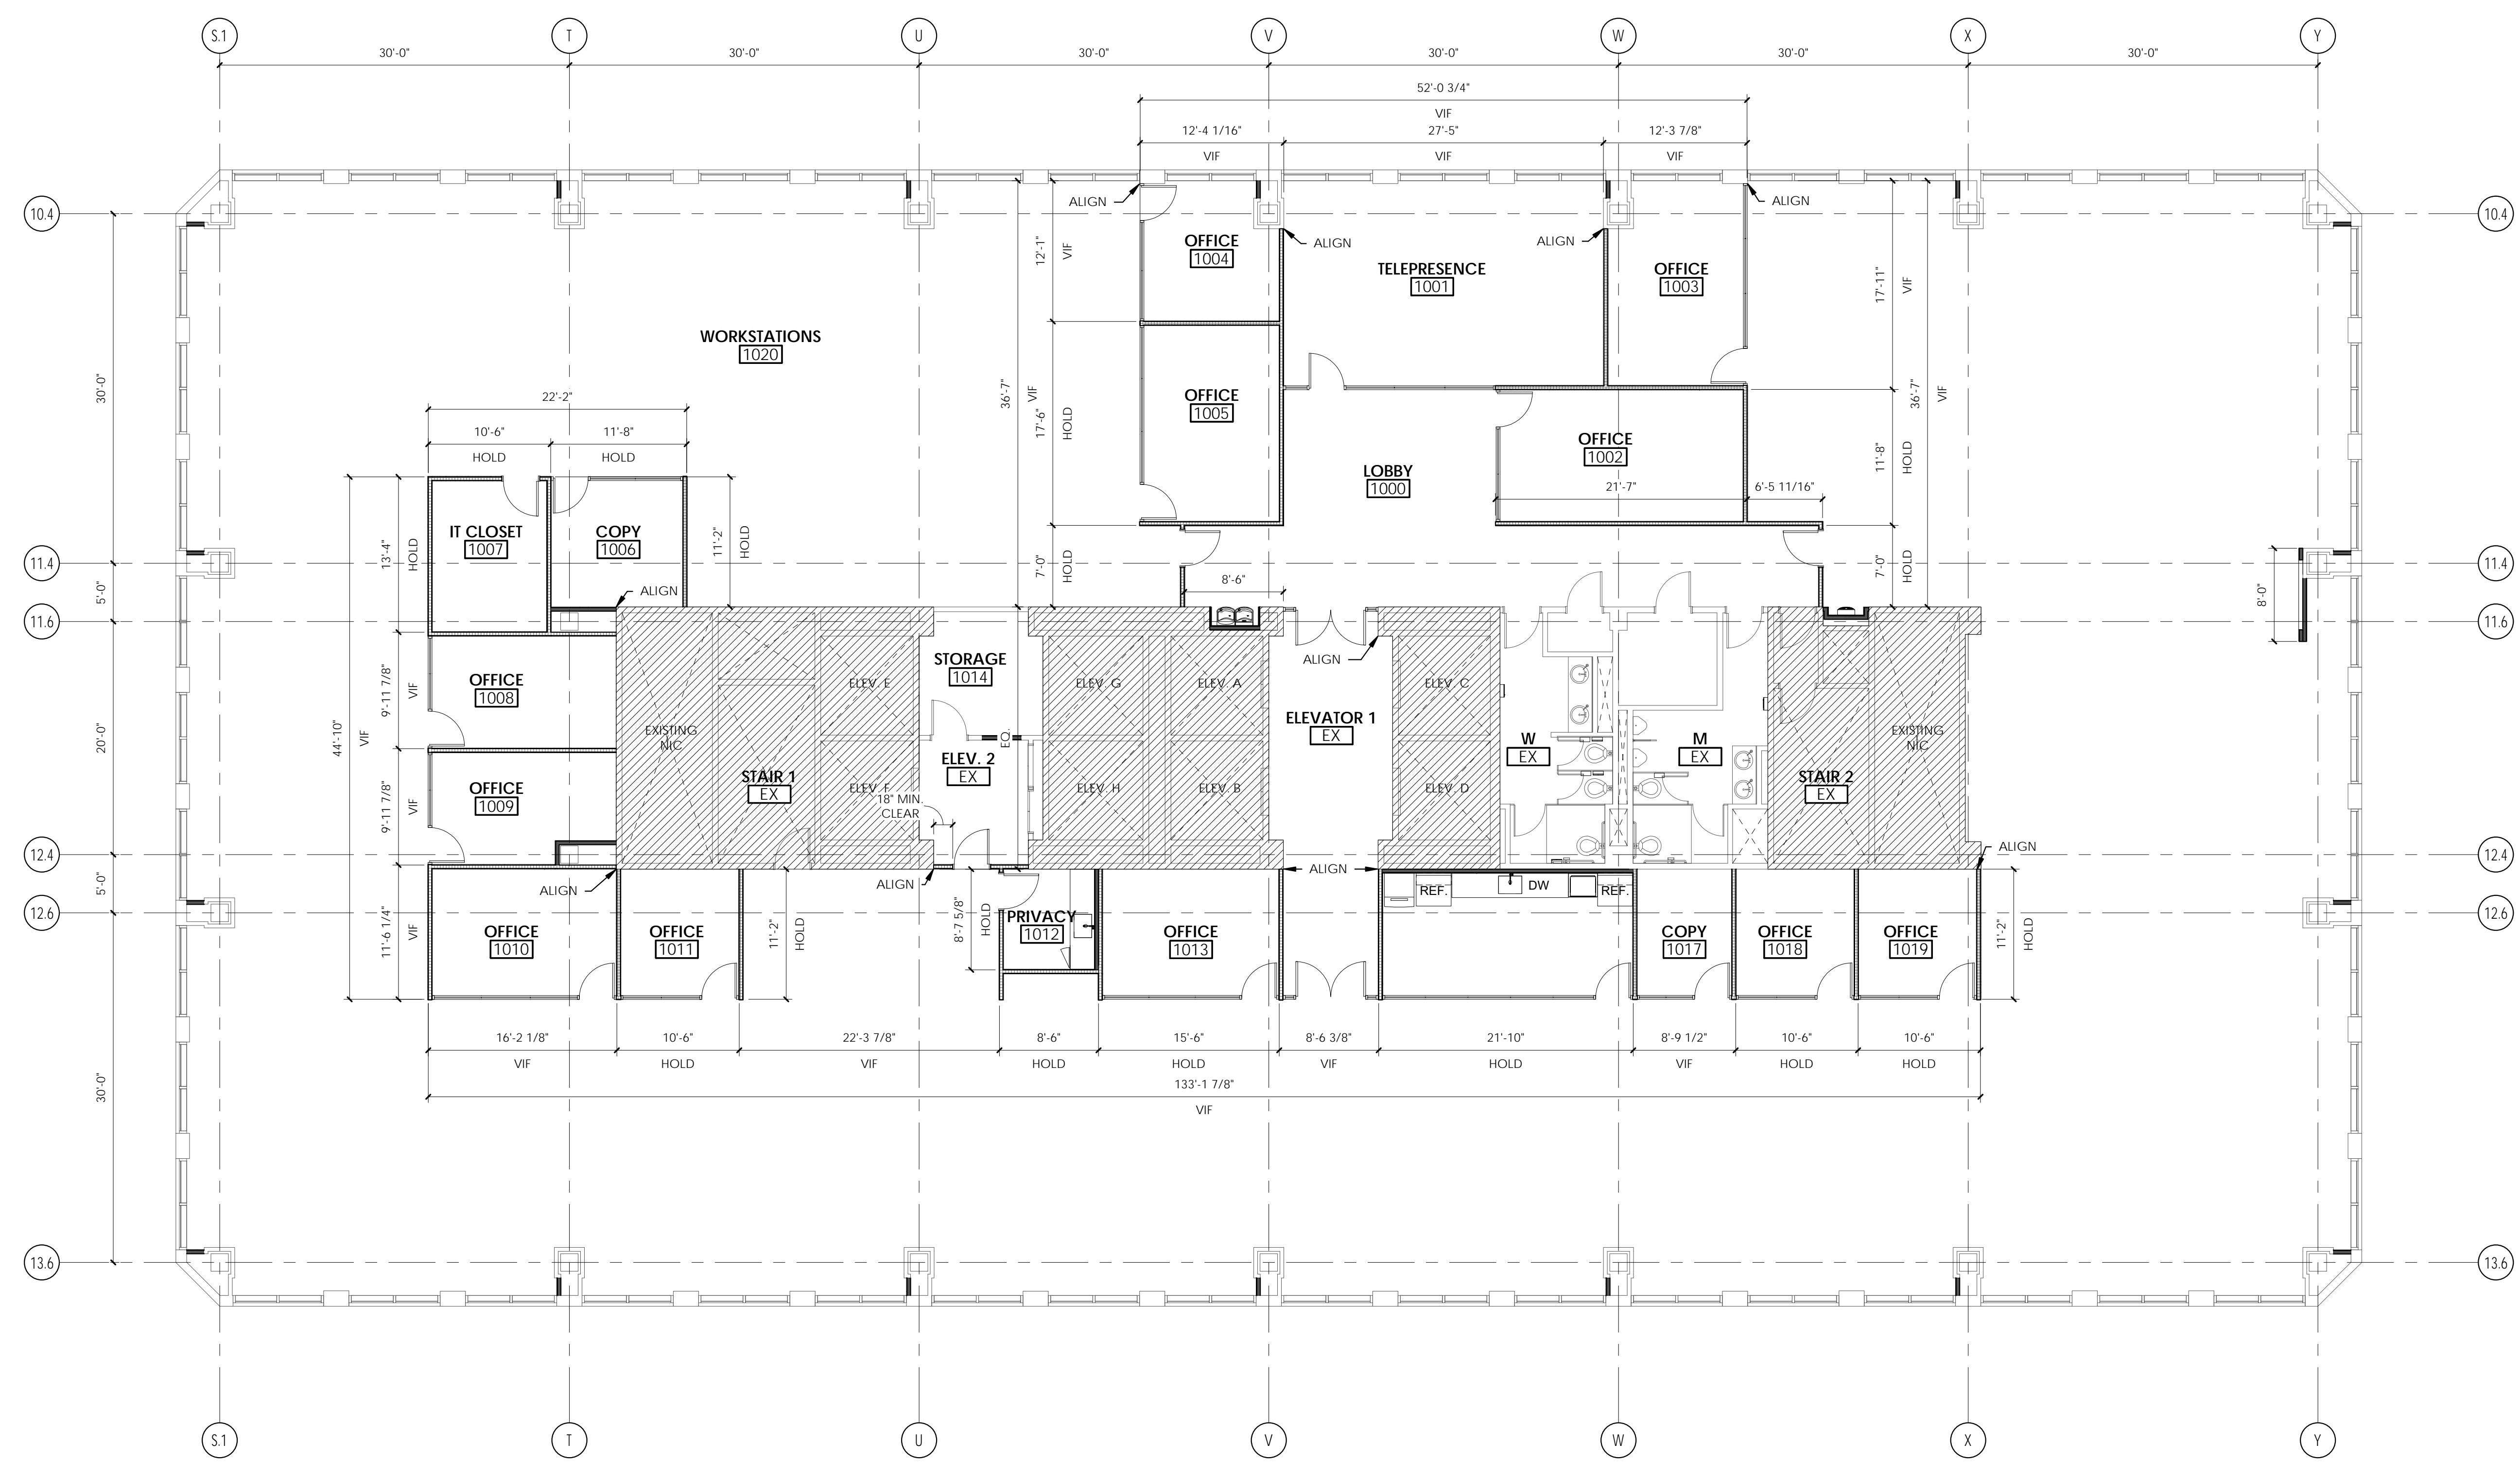 S.1 T U V W X Y
30'-0" 30'-0" 30'-0" 30'-0" 30'-0" 30'-0"
52'-0 3/4"
VIF
12'-4 1/16" 27'-5" 12'-3 7/8"
VIF VIF VIF
10.4 10.4
ALIGN ALIGN
ALIGN ALIGN
12'-1"
VIF
OFFICE
1004
TELEPRESENCE
1001
OFFICE
1003
17'-11"
VIF
WORKSTATIONS
1020
30'-0"
36'-7"
VIF
17'-6"
HOLD
OFFICE
1005
36'-7"
VIF
22'-2"
10'-6" 11'-8"
HOLD HOLD
OFFICE
1002
11'-8"
HOLD
LOBBY
1000
21'-7" 6'-5 11/16"
IT CLOSET
1007
COPY
1006
13'-4"
HOLD
11'-2"
HOLD
7'-0"
HOLD
7'-0"
HOLD
11.4 11.4
8'-6"
8'-0"
5'-0"
ALIGN
11.6 11.6
STORAGE
1014
ALIGN
OFFICE
1008
9'-11 7/8"
VIF
ELEV. E
ELEV. G
ELEV. A
ELEV. C
20'-0"
44'-10"
VIF
EXISTING
NIC
EQ.
ELEVATOR 1
EX
EXISTING
NIC
W
EX
M
EX
ELEV. 2
EX
STAIR 1
EX
STAIR 2
EX
OFFICE
1009
9'-11 7/8"
VIF
ELEV. F
ELEV. H
ELEV. B
ELEV. D
18" MIN.
CLEAR
12.4 12.4
ALIGN
ALIGN ALIGN ALIGN
5'-0"
REF. DW REF.
12.6 12.6
11'-6 1/4"
VIF
OFFICE
1010
OFFICE
1011
11'-2"
HOLD
8'-7 5/8"
HOLD
PRIVACY
1012
OFFICE
1013
COPY
1017
OFFICE
1018
OFFICE
1019
11'-2"
HOLD
16'-2 1/8" 10'-6" 22'-3 7/8" 8'-6" 15'-6" 8'-6 3/8" 21'-10" 8'-9 1/2" 10'-6" 10'-6"
VIF HOLD VIF HOLD HOLD VIF HOLD VIF HOLD HOLD
30'-0"
133'-1 7/8"
VIF
13.6 13.6
S.1 T U V W X Y